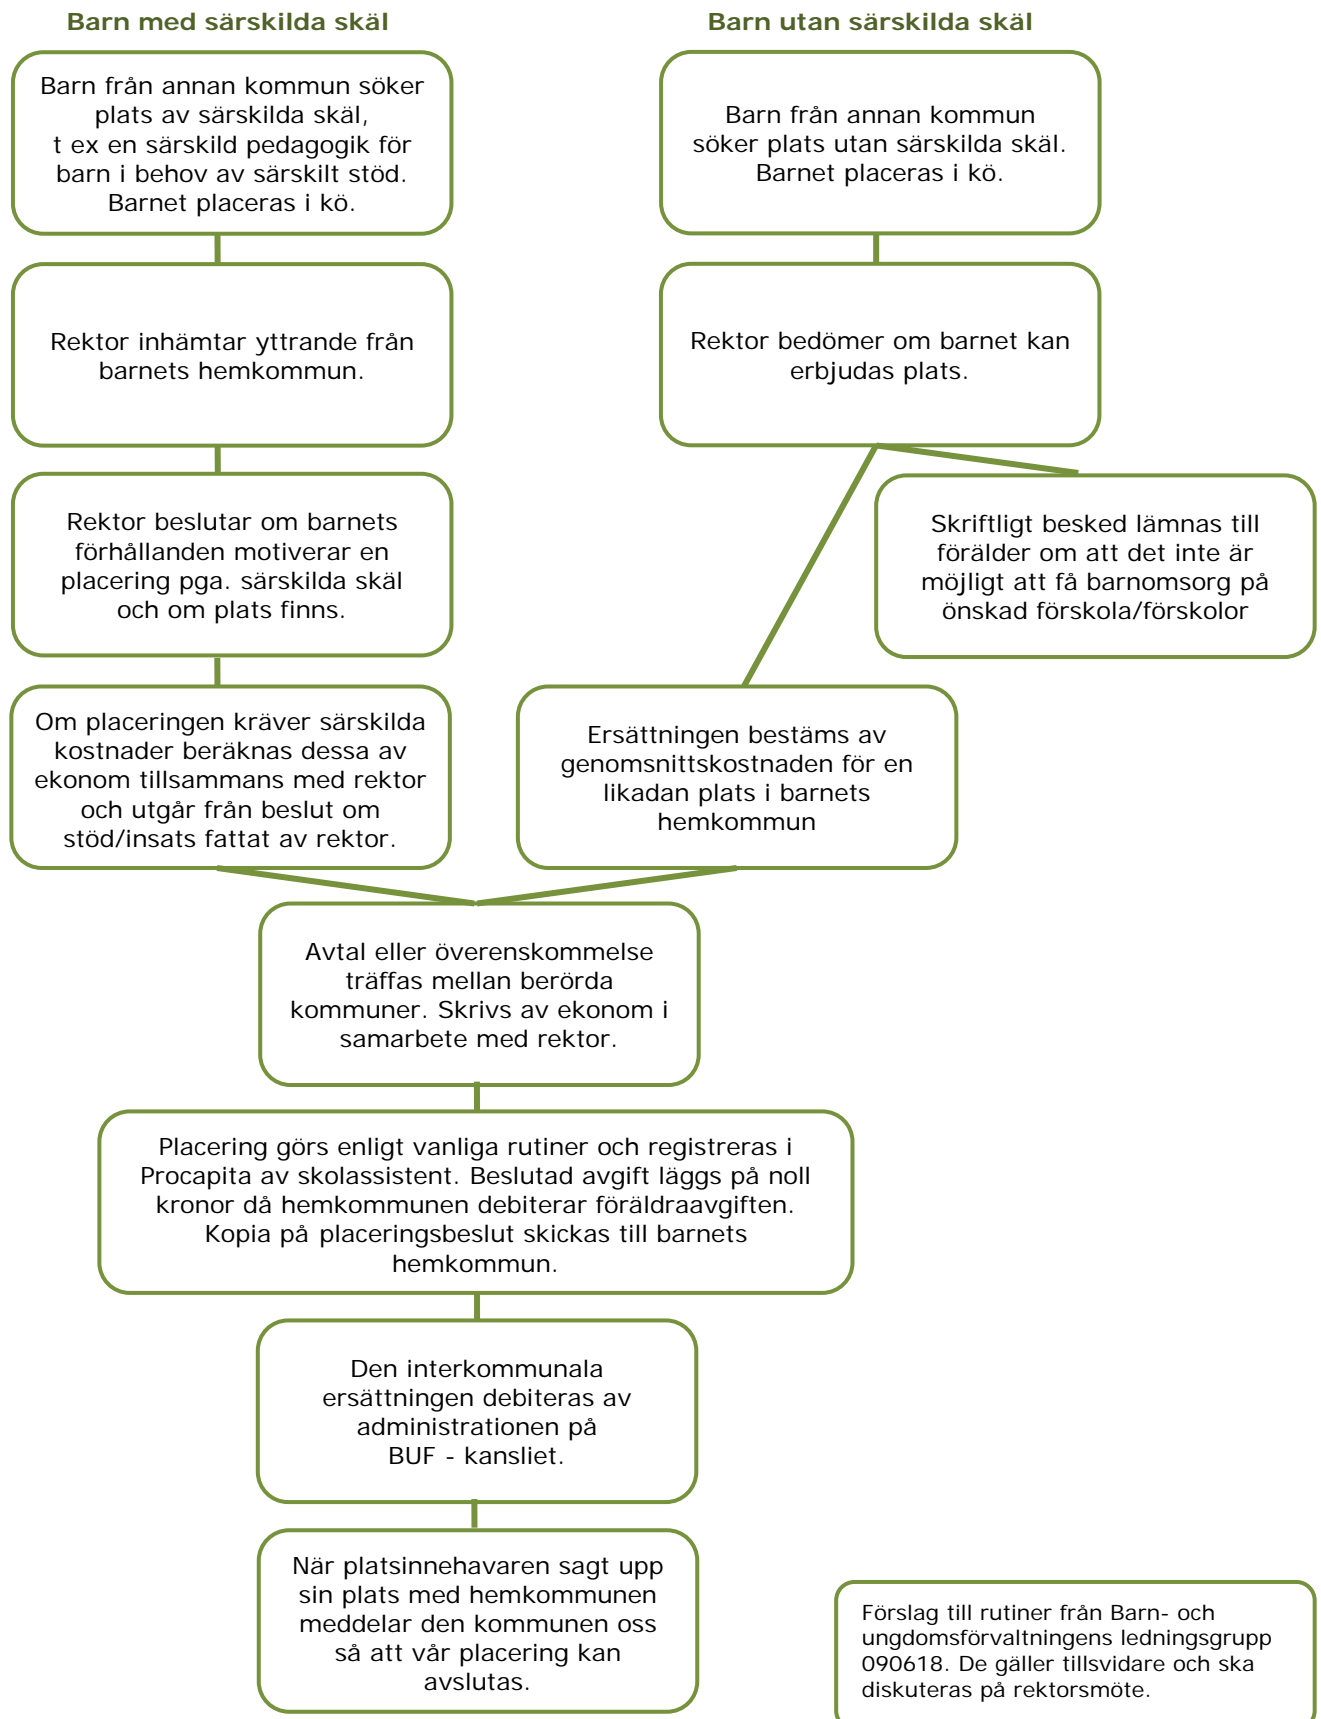 Barn med särskilda skäl
Barn från annan kommun söker
plats av särskilda skäl,
t ex en särskild pedagogik för
barn i behov av särskilt stöd.
Barnet placeras i kö.
Rektor inhämtar yttrande från
barnets hemkommun.
Rektor beslutar om barnets
förhållanden motiverar en
placering pga. särskilda skäl
och om plats finns.
Om placeringen kräver särskilda
kostnader beräknas dessa av
ekonom tillsammans med rektor
och utgår från beslut om
stöd/insats fattat av rektor.
Barn utan särskilda skäl
Barn från annan kommun
söker plats utan särskilda skäl.
Barnet placeras i kö.
Rektor bedömer om barnet kan
erbjudas plats.
Skriftligt besked lämnas till
förälder om att det inte är
möjligt att få barnomsorg på
önskad förskola/förskolor
Ersättningen bestäms av
genomsnittskostnaden för en
likadan plats i barnets
hemkommun
Avtal eller överenskommelse
träffas mellan berörda
kommuner. Skrivs av ekonom i
samarbete med rektor.
Placering görs enligt vanliga rutiner och registreras i
Procapita av skolassistent. Beslutad avgift läggs på noll
kronor då hemkommunen debiterar föräldraavgiften.
Kopia på placeringsbeslut skickas till barnets
hemkommun.
Den interkommunala
ersättningen debiteras av
administrationen på
BUF - kansliet.
När platsinnehavaren sagt upp
sin plats med hemkommunen
meddelar den kommunen oss
så att vår placering kan
avslutas.
Förslag till rutiner från Barn- och
ungdomsförvaltningens ledningsgrupp
090618. De gäller tillsvidare och ska
diskuteras på rektorsmöte.